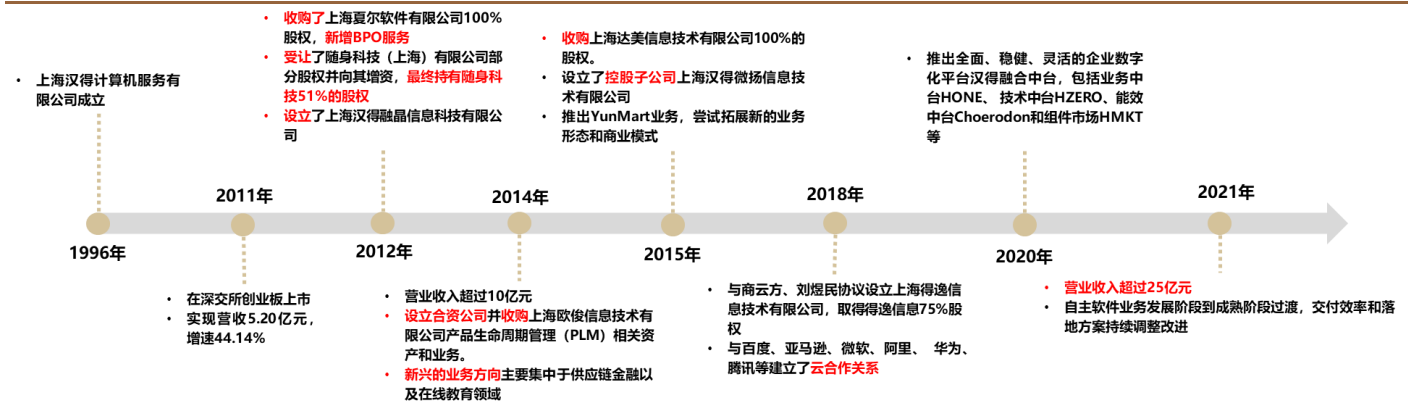 • 上海汉得计算机服务有
限公司成立
1996年
2011年
• 在深交所创业板上市
• 实现营收5.20亿元，
增速44.14%
• 收购了上海夏尔软件有限公司100%
股权，新增BPO服务
• 受让了随身科技（上海）有限公司部
分股权并向其增资，最终持有随身科
技51%的股权
• 设立了上海汉得融晶信息科技有限公
司
2012年
2014年
• 营业收入超过10亿元
• 设立合资公司并收购上海欧俊信息技术有
限公司产品生命周期管理（PLM）相关资
产和业务。
• 新兴的业务方向主要集中于供应链金融以
及在线教育领域
• 收购上海达美信息技术有限公司100%的
股权。
• 设立了控股子公司上海汉得微扬信息技
术有限公司
• 推出YunMart业务，尝试拓展新的业务
形态和商业模式
2015年
2018年
• 与商云方、刘煜民协议设立上海得逸信
息技术有限公司，取得得逸信息75%股
权
• 与百度、亚马逊、微软、阿里、 华为、
腾讯等建立了云合作关系
• 推出全面、稳健、灵活的企业数字
化平台汉得融合中台，包括业务中
台HONE、 技术中台HZERO、能效
中台Choerodon和组件市场HMKT
等
2020年
2021年
• 营业收入超过25亿元
• 自主软件业务发展阶段到成熟阶段过渡，交付效率和落
地方案持续调整改进